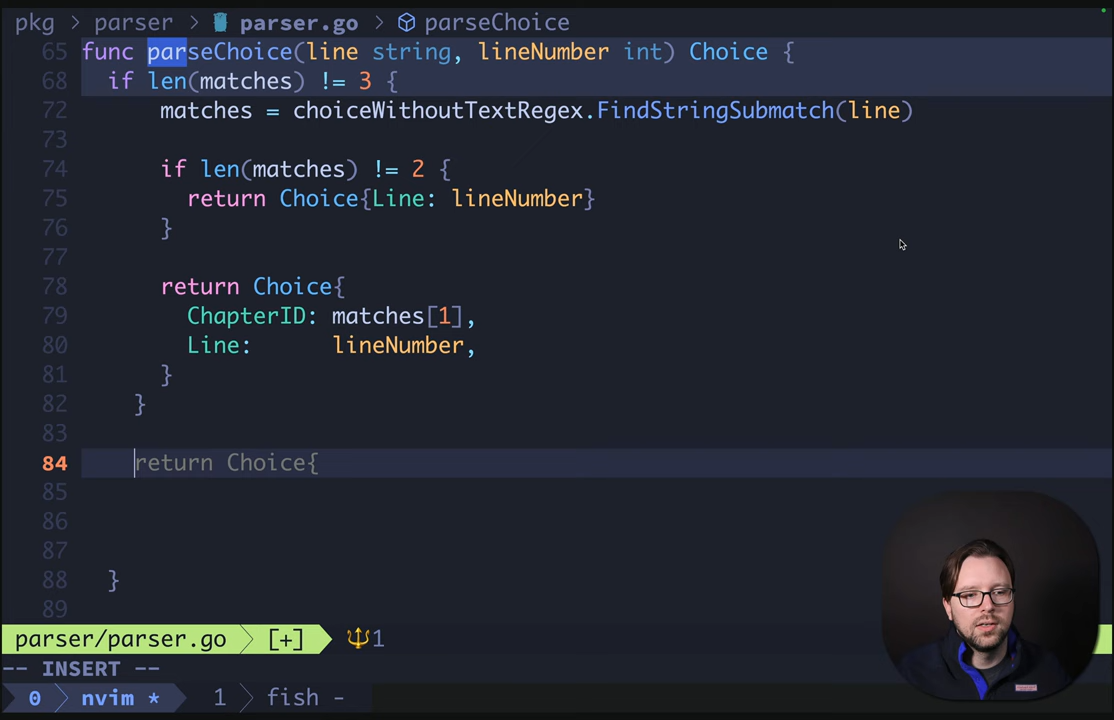 pkg > parser > parser.go > parseChoice
65 func parseChoice(line string, lineNumber int) Choice {
68 if len(matches) != 3 {
72 matches = choiceWithoutTextRegex.FindStringSubmatch(line)
73
74 if len(matches) != 2 {
75 return Choice{Line: lineNumber}
76 }
77
78 return Choice{
79 ChapterID: matches[1],
80 Line: lineNumber,
81 }
82 }
83
84 return Choice{
85
86
87
88 }
89
parser/parser.go [+] 1
-- INSERT --
0 nvim * 1 fish -